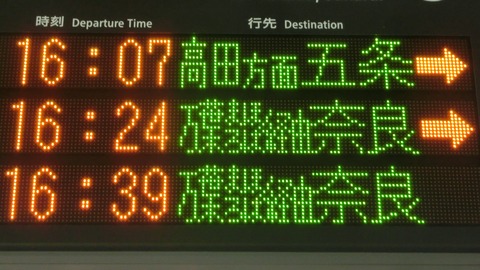 時刻 Departure Time 行先 Destination
16:07 高田方面 五条 →
16:24 奈良 →
16:39 奈良